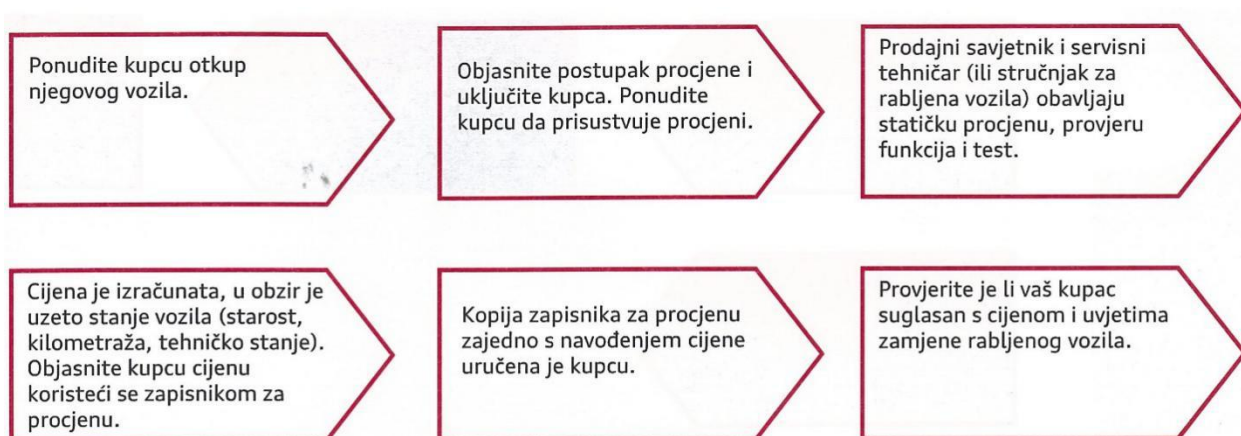 Ponudite kupcu otkup
njegovog vozila.
Objasnite postupak procjene i
uključite kupca. Ponudite
kupcu da prisustvuje procjeni.
Prodajni savjetnik i servisni
tehničar (ili stručnjak za
rabljena vozila) obavljaju
statičku procjenu, provjeru
funkcija i test.
Cijena je izračunata, u obzir je
uzeto stanje vozila (starost,
kilometraža, tehničko stanje).
Objasnite kupcu cijenu
koristeći se zapisnikom za
procjenu.
Kopija zapisnika za procjenu
zajedno s navođenjem cijene
uručena je kupcu.
Provjerite je li vaš kupac
suglasan s cijenom i uvjetima
zamjene rabljenog vozila.